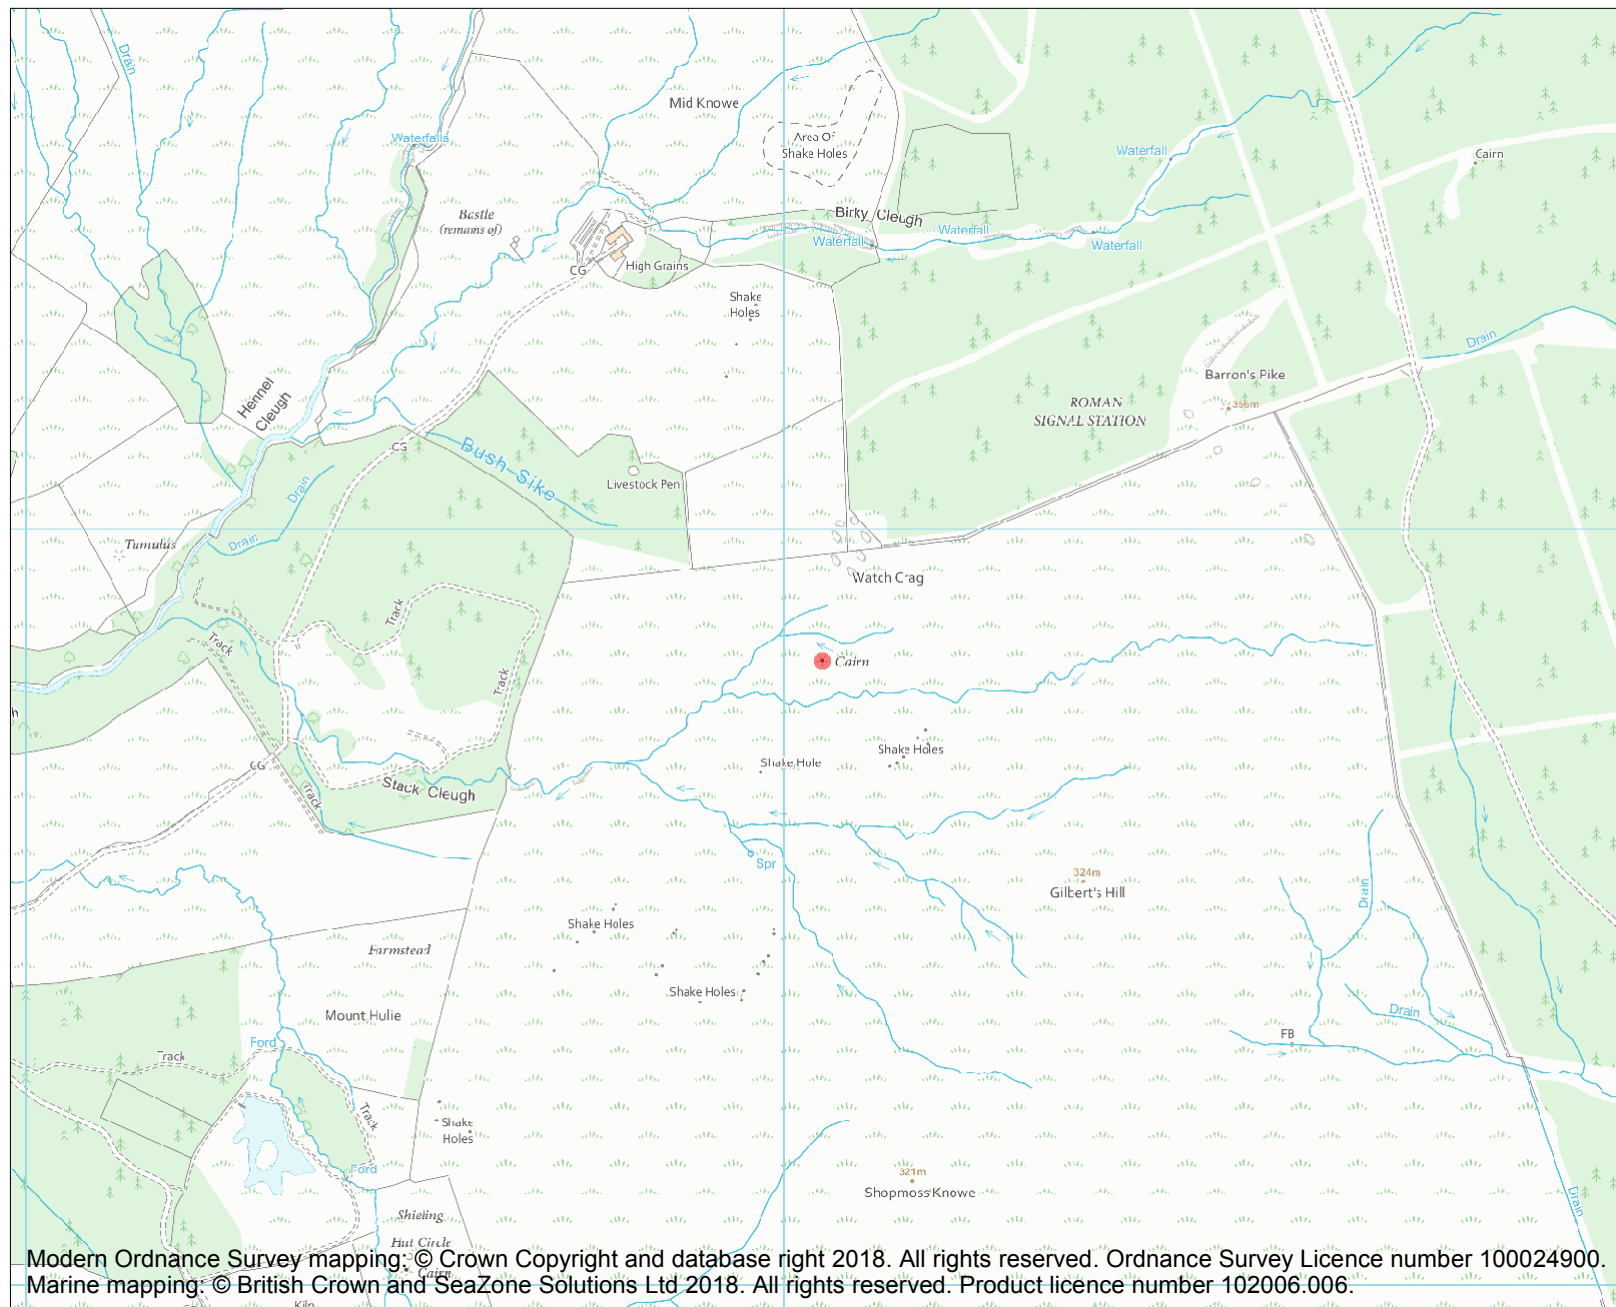 Drain
Mid Knowe
Waterfalls
Area Of
Shake Holes
Waterfall
Cairn
Bastle
(remains of)
Birky Cleugh
Waterfall
Waterfall
Waterfall
CG
High Grains
Shake
Holes
Drain
Barron's Pike
Hennel
Cleugh
ROMAN
SIGNAL STATION
356m
CG
Bush Sike
Livestock Pen
Drain
Drain
Tumulus
Watch Crag
Track
Track
Cairn
Track
Shake Holes
Shake Hole
CG
Stack Cleugh
Track
Spr
324m
Gilbert's Hill
Drain
Shake Holes
Farmstead
Shake Holes
Mount Hulie
Drain
FB
Ford
Track
Track
Shake
Holes
Ford
321m
Shopmoss Knowe
Drain
Shieling
Hut Circle
Modern Ordnance Survey mapping: © Crown Copyright and database right 2018. All rights reserved. Ordnance Survey Licence number 100024900.
Cairn
Marine mapping: © British Crown and SeaZone Solutions Ltd 2018. All rights reserved. Product licence number 102006.006.
Kiln